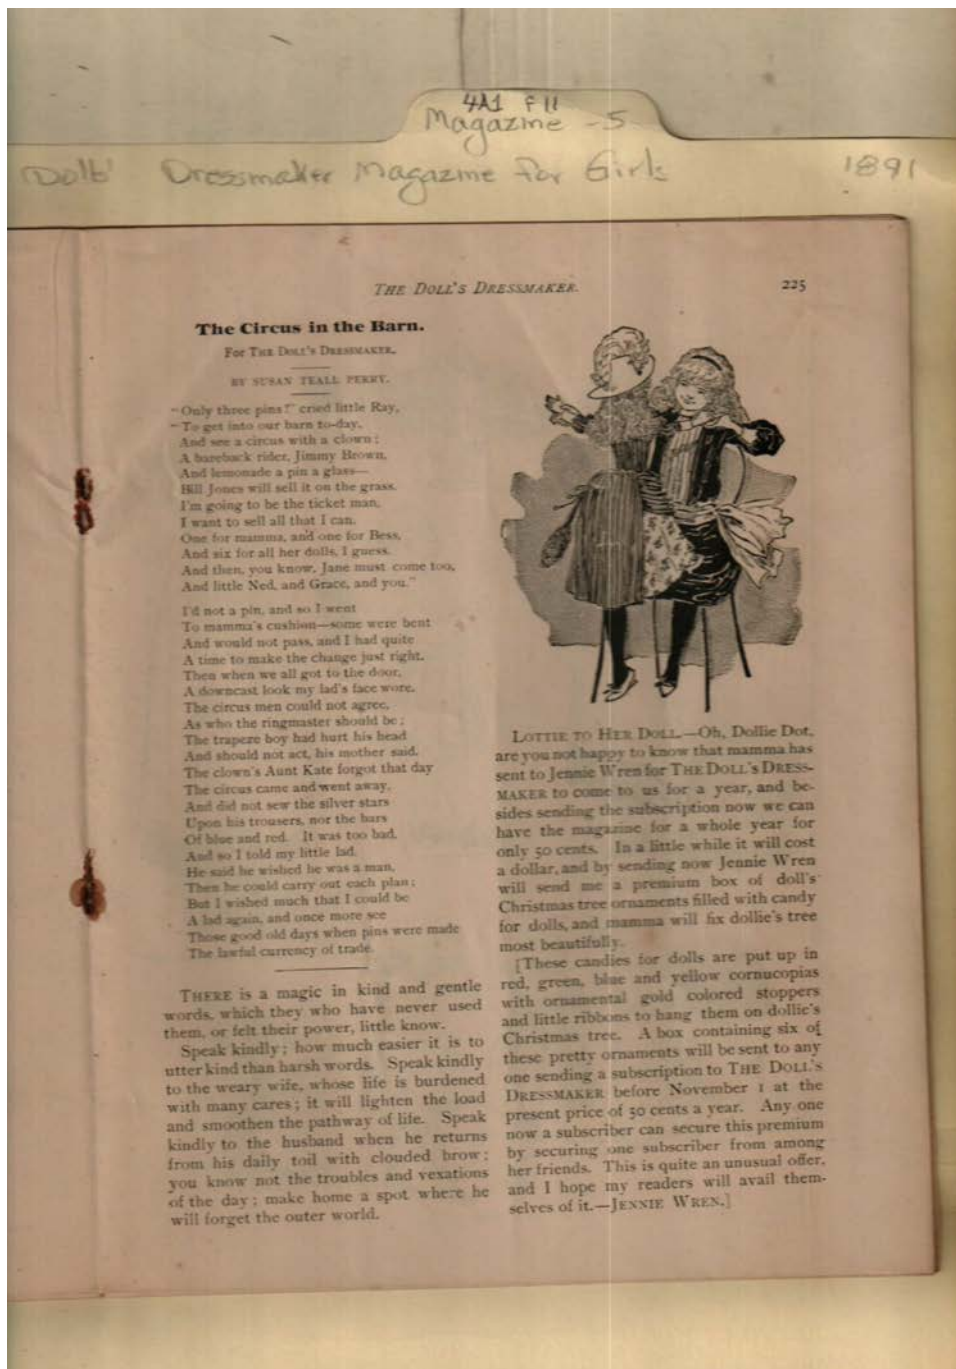 4A1 F11
Magazine - 5
Dolls' Dressmaker Magazine for Girls 1891
THE DOLL'S DRESSMAKER.
225
The Circus in the Barn.
For THE DOLL'S DRESSMAKER.
BY SUSAN TEALL PERRY.
"Only three pins!" cried little Ray,
"To get into our barn to-day,
And see a circus with a clown;
A bareback rider, Jimmy Brown,
And lemonade a pin a glass—
Bill Jones will sell it on the grass.
I'm going to be the ticket man,
I want to sell all that I can.
One for mamma, and one for Bess,
And six for all her dolls, I guess.
And then, you know, Jane must come too,
And little Ned, and Grace, and you."
I'd not a pin, and so I went
To mamma's cushion—some were bent
And would not pass, and I had quite
A time to make the change just right.
Then when we all got to the door,
A downcast look my lad's face wore.
The circus men could not agree,
As who the ringmaster should be;
The trapeze boy had hurt his head
And should not act, his mother said.
The clown's Aunt Kate forgot that day
The circus came and went away,
And did not sew the silver stars
Upon his trousers, nor the bars
Of blue and red. It was too bad,
And so I told my little lad.
He said he wished he was a man,
Then he could carry out each plan;
But I wished much that I could be
A lad again, and once more see
Those good old days when pins were made
The lawful currency of trade.
THERE is a magic in kind and gentle
words, which they who have never used
them, or felt their power, little know.
Speak kindly; how much easier it is to
utter kind than harsh words. Speak kindly
to the weary wife, whose life is burdened
with many cares; it will lighten the load
and smoothen the pathway of life. Speak
kindly to the husband when he returns
from his daily toil with clouded brow;
you know not the troubles and vexations
of the day; make home a spot where he
will forget the outer world.
LOTTIE TO HER DOLL.—Oh, Dollie Dot,
are you not happy to know that mamma has
sent to Jennie Wren for THE DOLL'S DRESS-
MAKER to come to us for a year, and be-
sides sending the subscription now we can
have the magazine for a whole year for
only 50 cents. In a little while it will cost
a dollar, and by sending now Jennie Wren
will send me a premium box of doll's
Christmas tree ornaments filled with candy
for dolls, and mamma will fix dollie's tree
most beautifully.
[These candies for dolls are put up in
red, green, blue and yellow cornucopias
with ornamental gold colored stoppers
and little ribbons to hang them on dollie's
Christmas tree. A box containing six of
these pretty ornaments will be sent to any
one sending a subscription to THE DOLL'S
DRESSMAKER before November 1 at the
present price of 50 cents a year. Any one
now a subscriber can secure this premium
by securing one subscriber from among
her friends. This is quite an unusual offer,
and I hope my readers will avail them-
selves of it.—JENNIE WREN.]